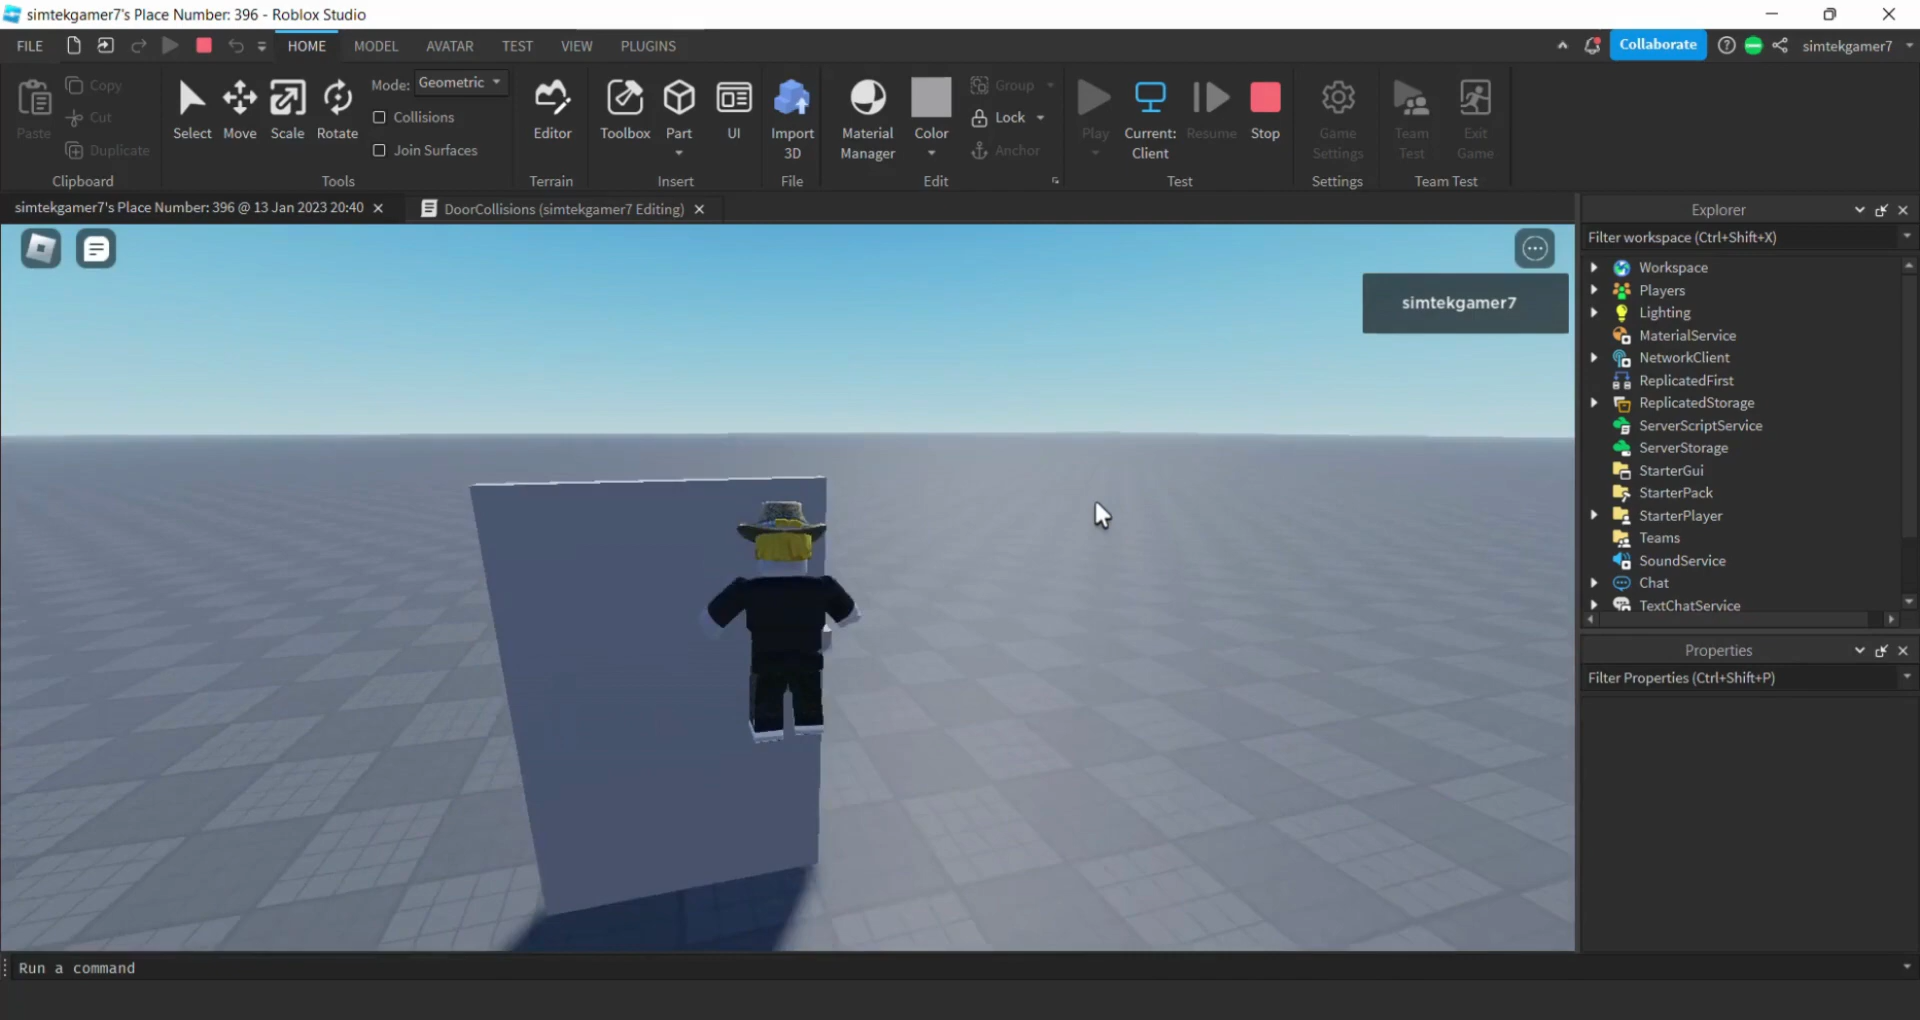 simtekgamer7's Place Number: 396 - Roblox Studio
FILE HOME MODEL AVATAR TEST VIEW PLUGINS Collaborate simtekgamer7
Paste Copy Cut Duplicate
Clipboard
Select Move Scale Rotate
Mode: Geometric
Collisions
Join Surfaces
Tools
Editor
Terrain
Toolbox Part UI
Insert
Import 3D
File
Material Manager
Color
Group
Lock
Anchor
Edit
Play
Current: Client
Resume Stop
Test
Game Settings
Settings
Team Test
Exit Game
Team Test
simtekgamer7's Place Number: 396 @ 13 Jan 2023 20:40
DoorCollisions (simtekgamer7 Editing)
simtekgamer7
Explorer
Filter workspace (Ctrl+Shift+X)
Workspace
Players
Lighting
MaterialService
NetworkClient
ReplicatedFirst
ReplicatedStorage
ServerScriptService
ServerStorage
StarterGui
StarterPack
StarterPlayer
Teams
SoundService
Chat
TextChatService
Properties
Filter Properties (Ctrl+Shift+P)
Run a command